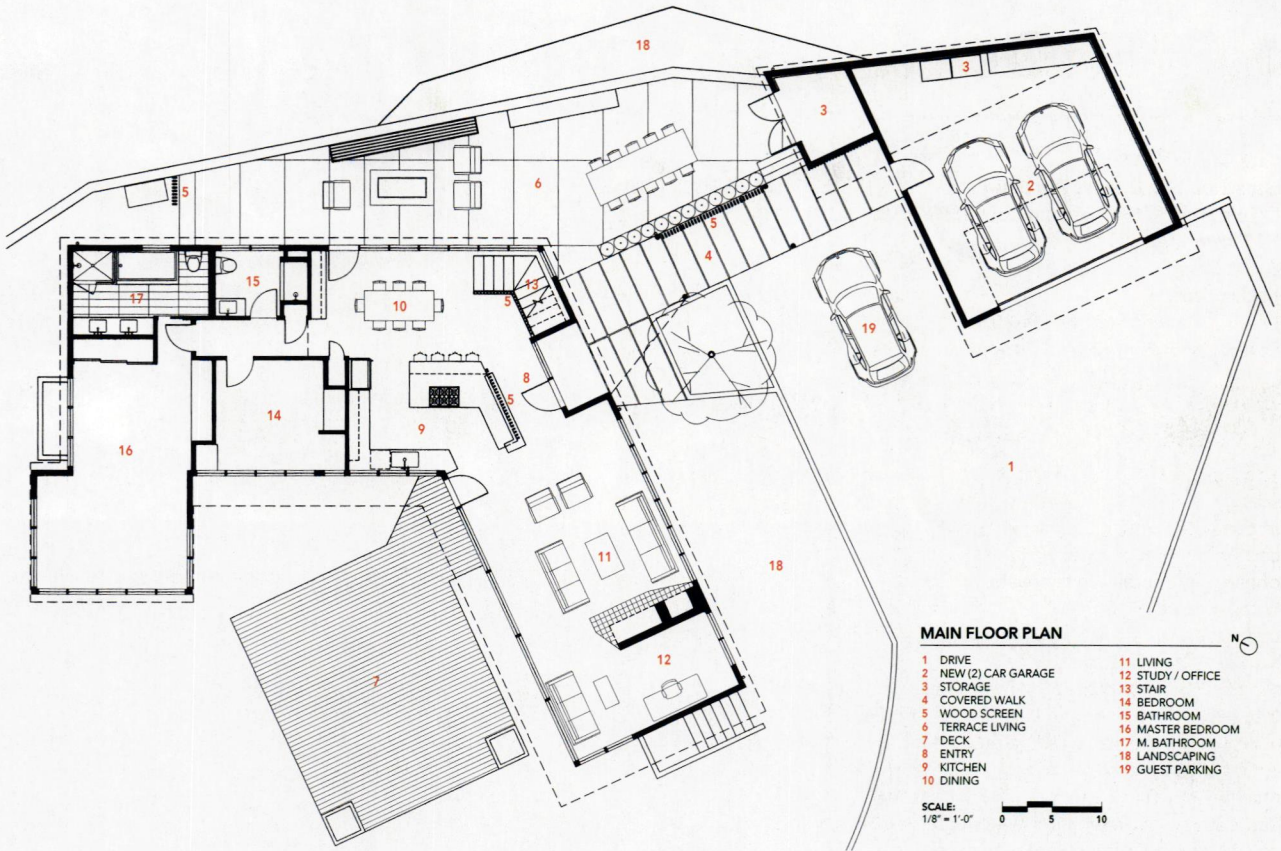 18
3
3
2
5
6
5
4
15
17
13
5
10
19
8
5
9
14
16
1
11
18
12
7
MAIN FLOOR PLAN
N
1 DRIVE
2 NEW (2) CAR GARAGE
3 STORAGE
4 COVERED WALK
5 WOOD SCREEN
6 TERRACE LIVING
7 DECK
8 ENTRY
9 KITCHEN
10 DINING
11 LIVING
12 STUDY / OFFICE
13 STAIR
14 BEDROOM
15 BATHROOM
16 MASTER BEDROOM
17 M. BATHROOM
18 LANDSCAPING
19 GUEST PARKING
SCALE:
1/8" = 1'-0"
0 5 10